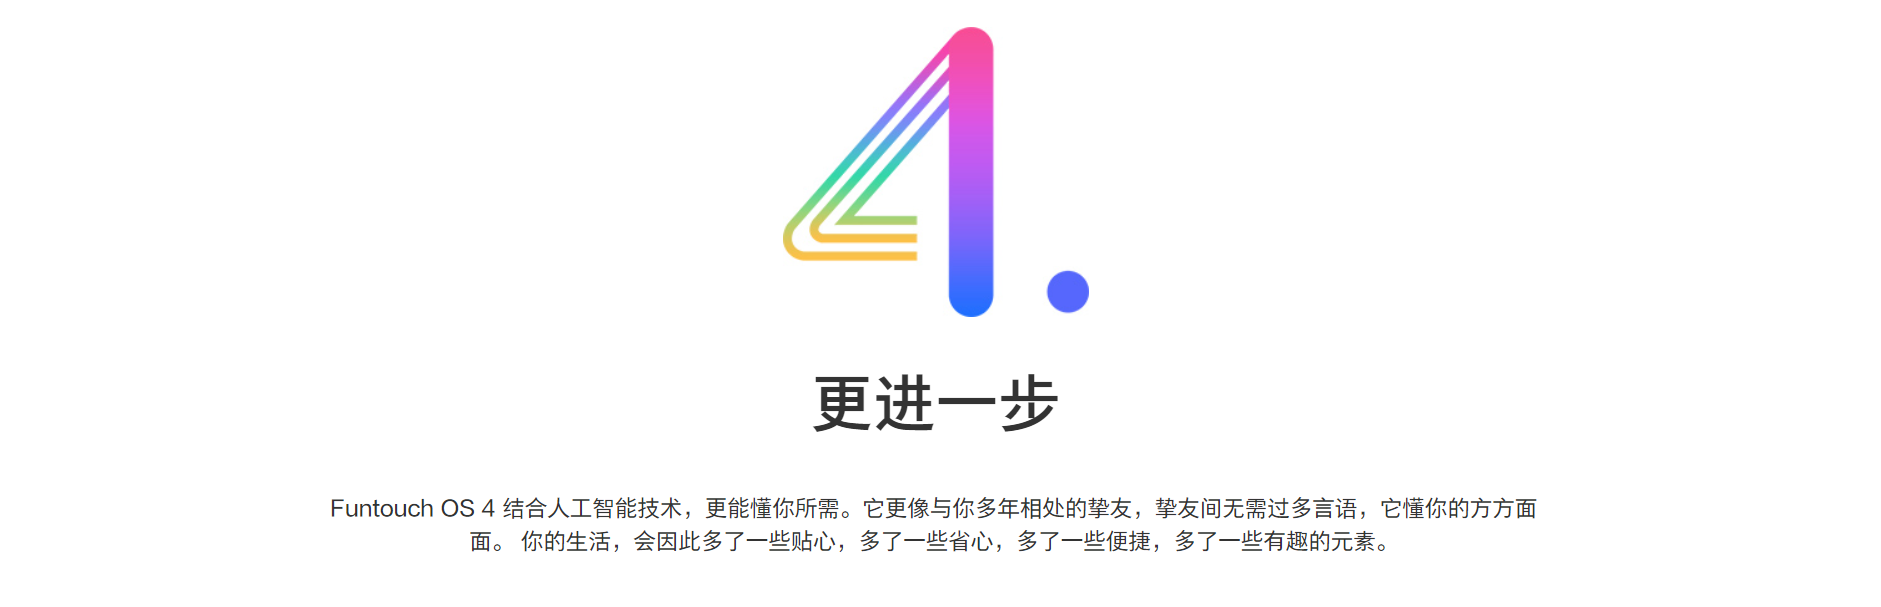 4.
更进一步
Funtouch OS 4 结合人工智能技术，更能懂你所需。它更像与你多年相处的挚友，挚友间无需过多言语，它懂你的方方面
面。 你的生活，会因此多了一些贴心，多了一些省心，多了一些便捷，多了一些有趣的元素。